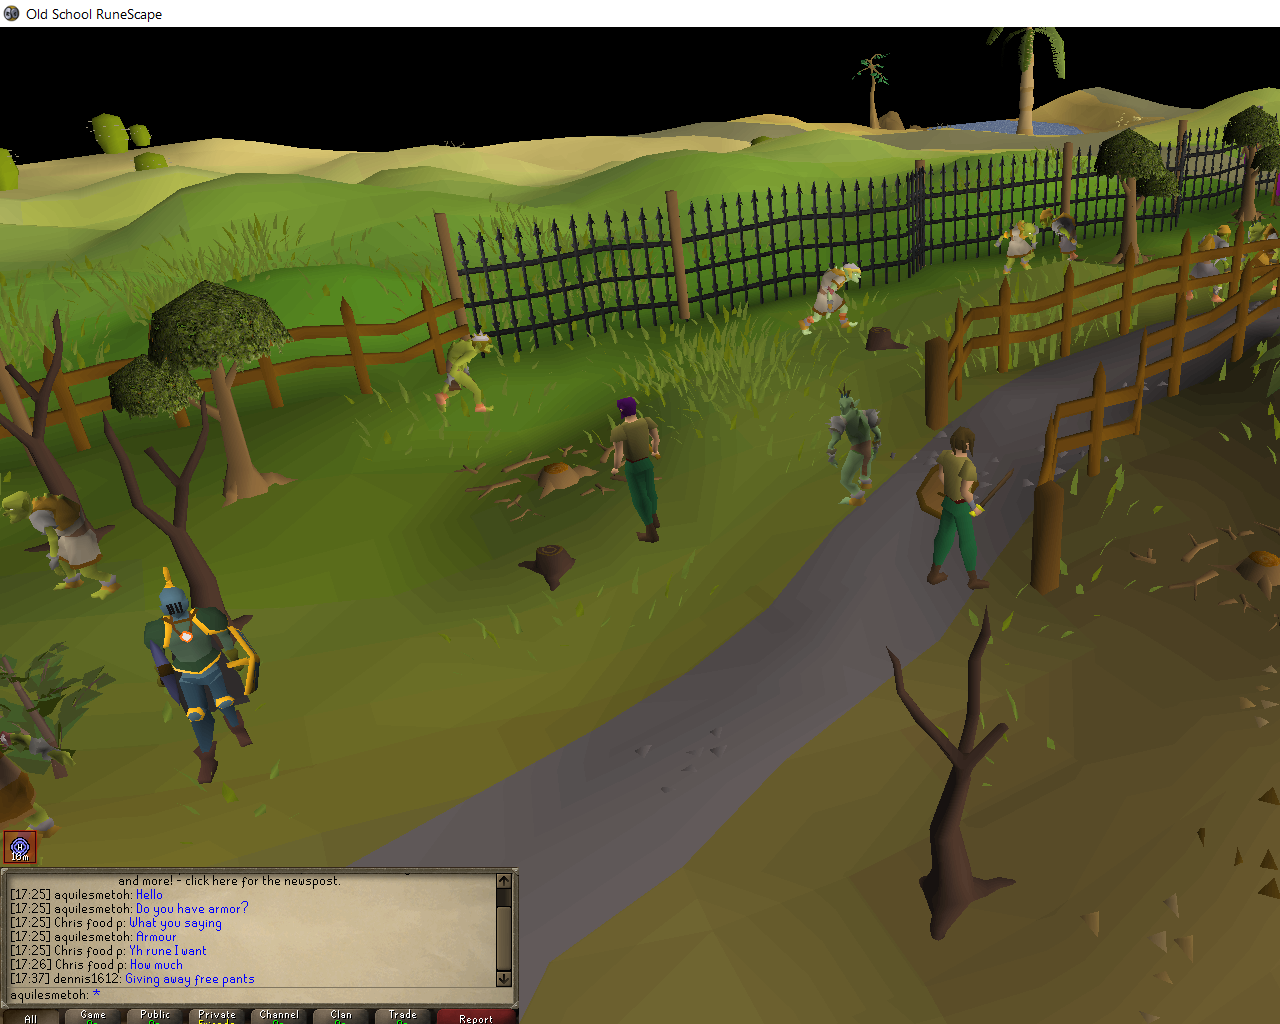 Old School RuneScape
16m
and more! - click here for the newspost.
[17:25] aquilesmetoh: Hello
[17:25] aquilesmetoh: Do you have armor?
[17:25] Chris food p: What you saying
[17:25] aquilesmetoh: Armour
[17:25] Chris food p: Yh rune I want
[17:26] Chris food p: How much
[17:37] dennis1612: Giving away free pants
aquilesmetoh: *
All Game Public Private Channel Clan Trade Report